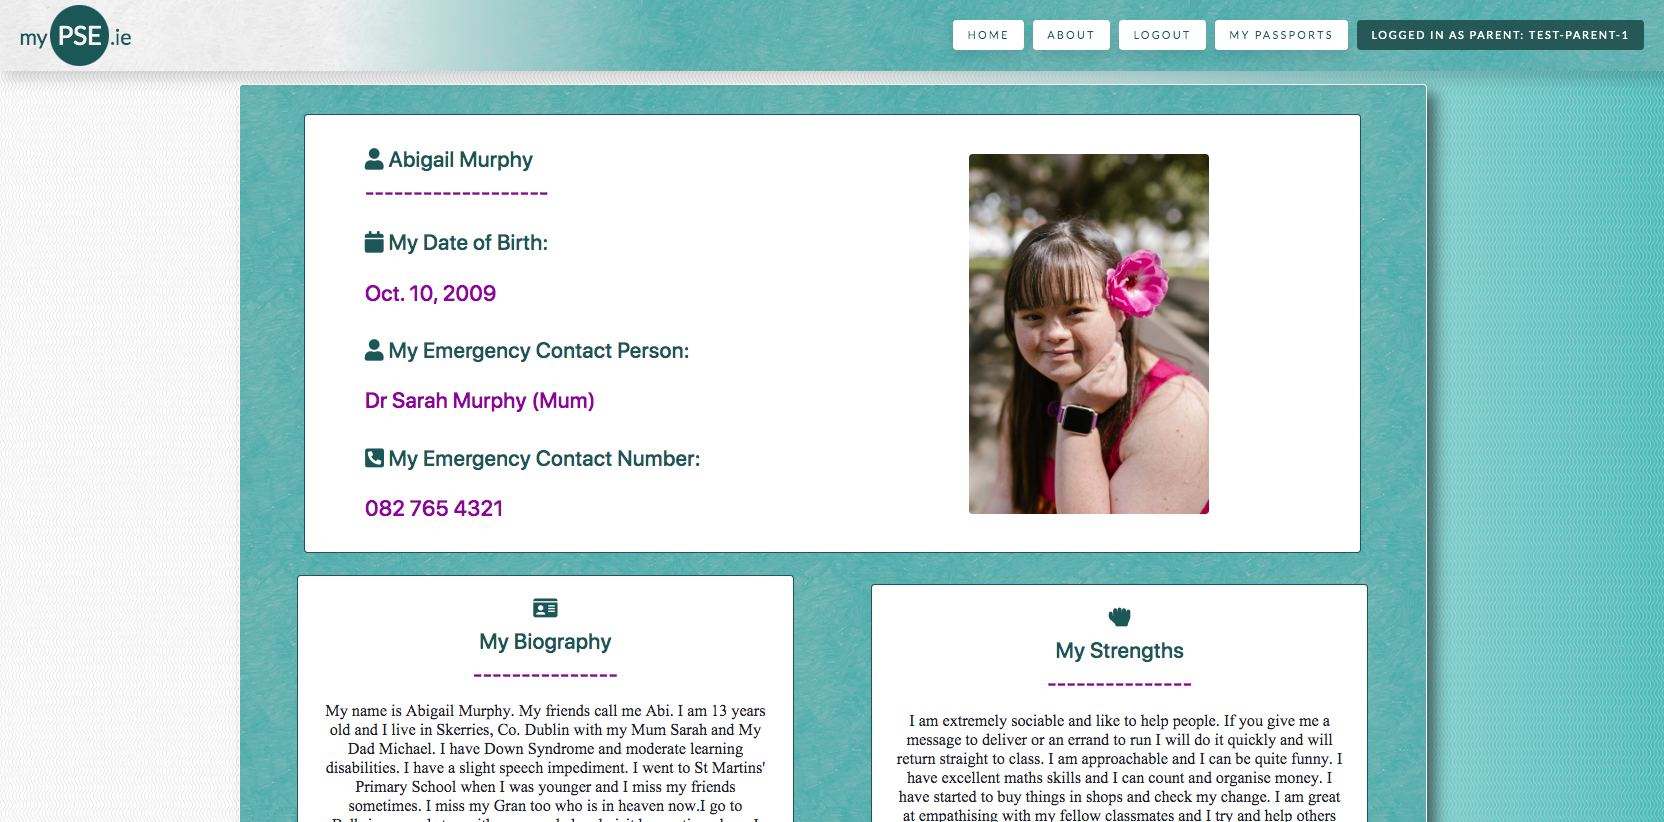 my PSE .ie
HOME
ABOUT
LOGOUT
MY PASSPORTS
LOGGED IN AS PARENT: TEST-PARENT-1
Abigail Murphy
-------------------
My Date of Birth:
Oct. 10, 2009
My Emergency Contact Person:
Dr Sarah Murphy (Mum)
My Emergency Contact Number:
082 765 4321
My Biography
---------------
My name is Abigail Murphy. My friends call me Abi. I am 13 years
old and I live in Skerries, Co. Dublin with my Mum Sarah and My
Dad Michael. I have Down Syndrome and moderate learning
disabilities. I have a slight speech impediment. I went to St Martins'
Primary School when I was younger and I miss my friends
sometimes. I miss my Gran too who is in heaven now.I go to
My Strengths
---------------
I am extremely sociable and like to help people. If you give me a
message to deliver or an errand to run I will do it quickly and will
return straight to class. I am approachable and I can be quite funny. I
have excellent maths skills and I can count and organise money. I
have started to buy things in shops and check my change. I am great
at empathising with my fellow classmates and I try and help others